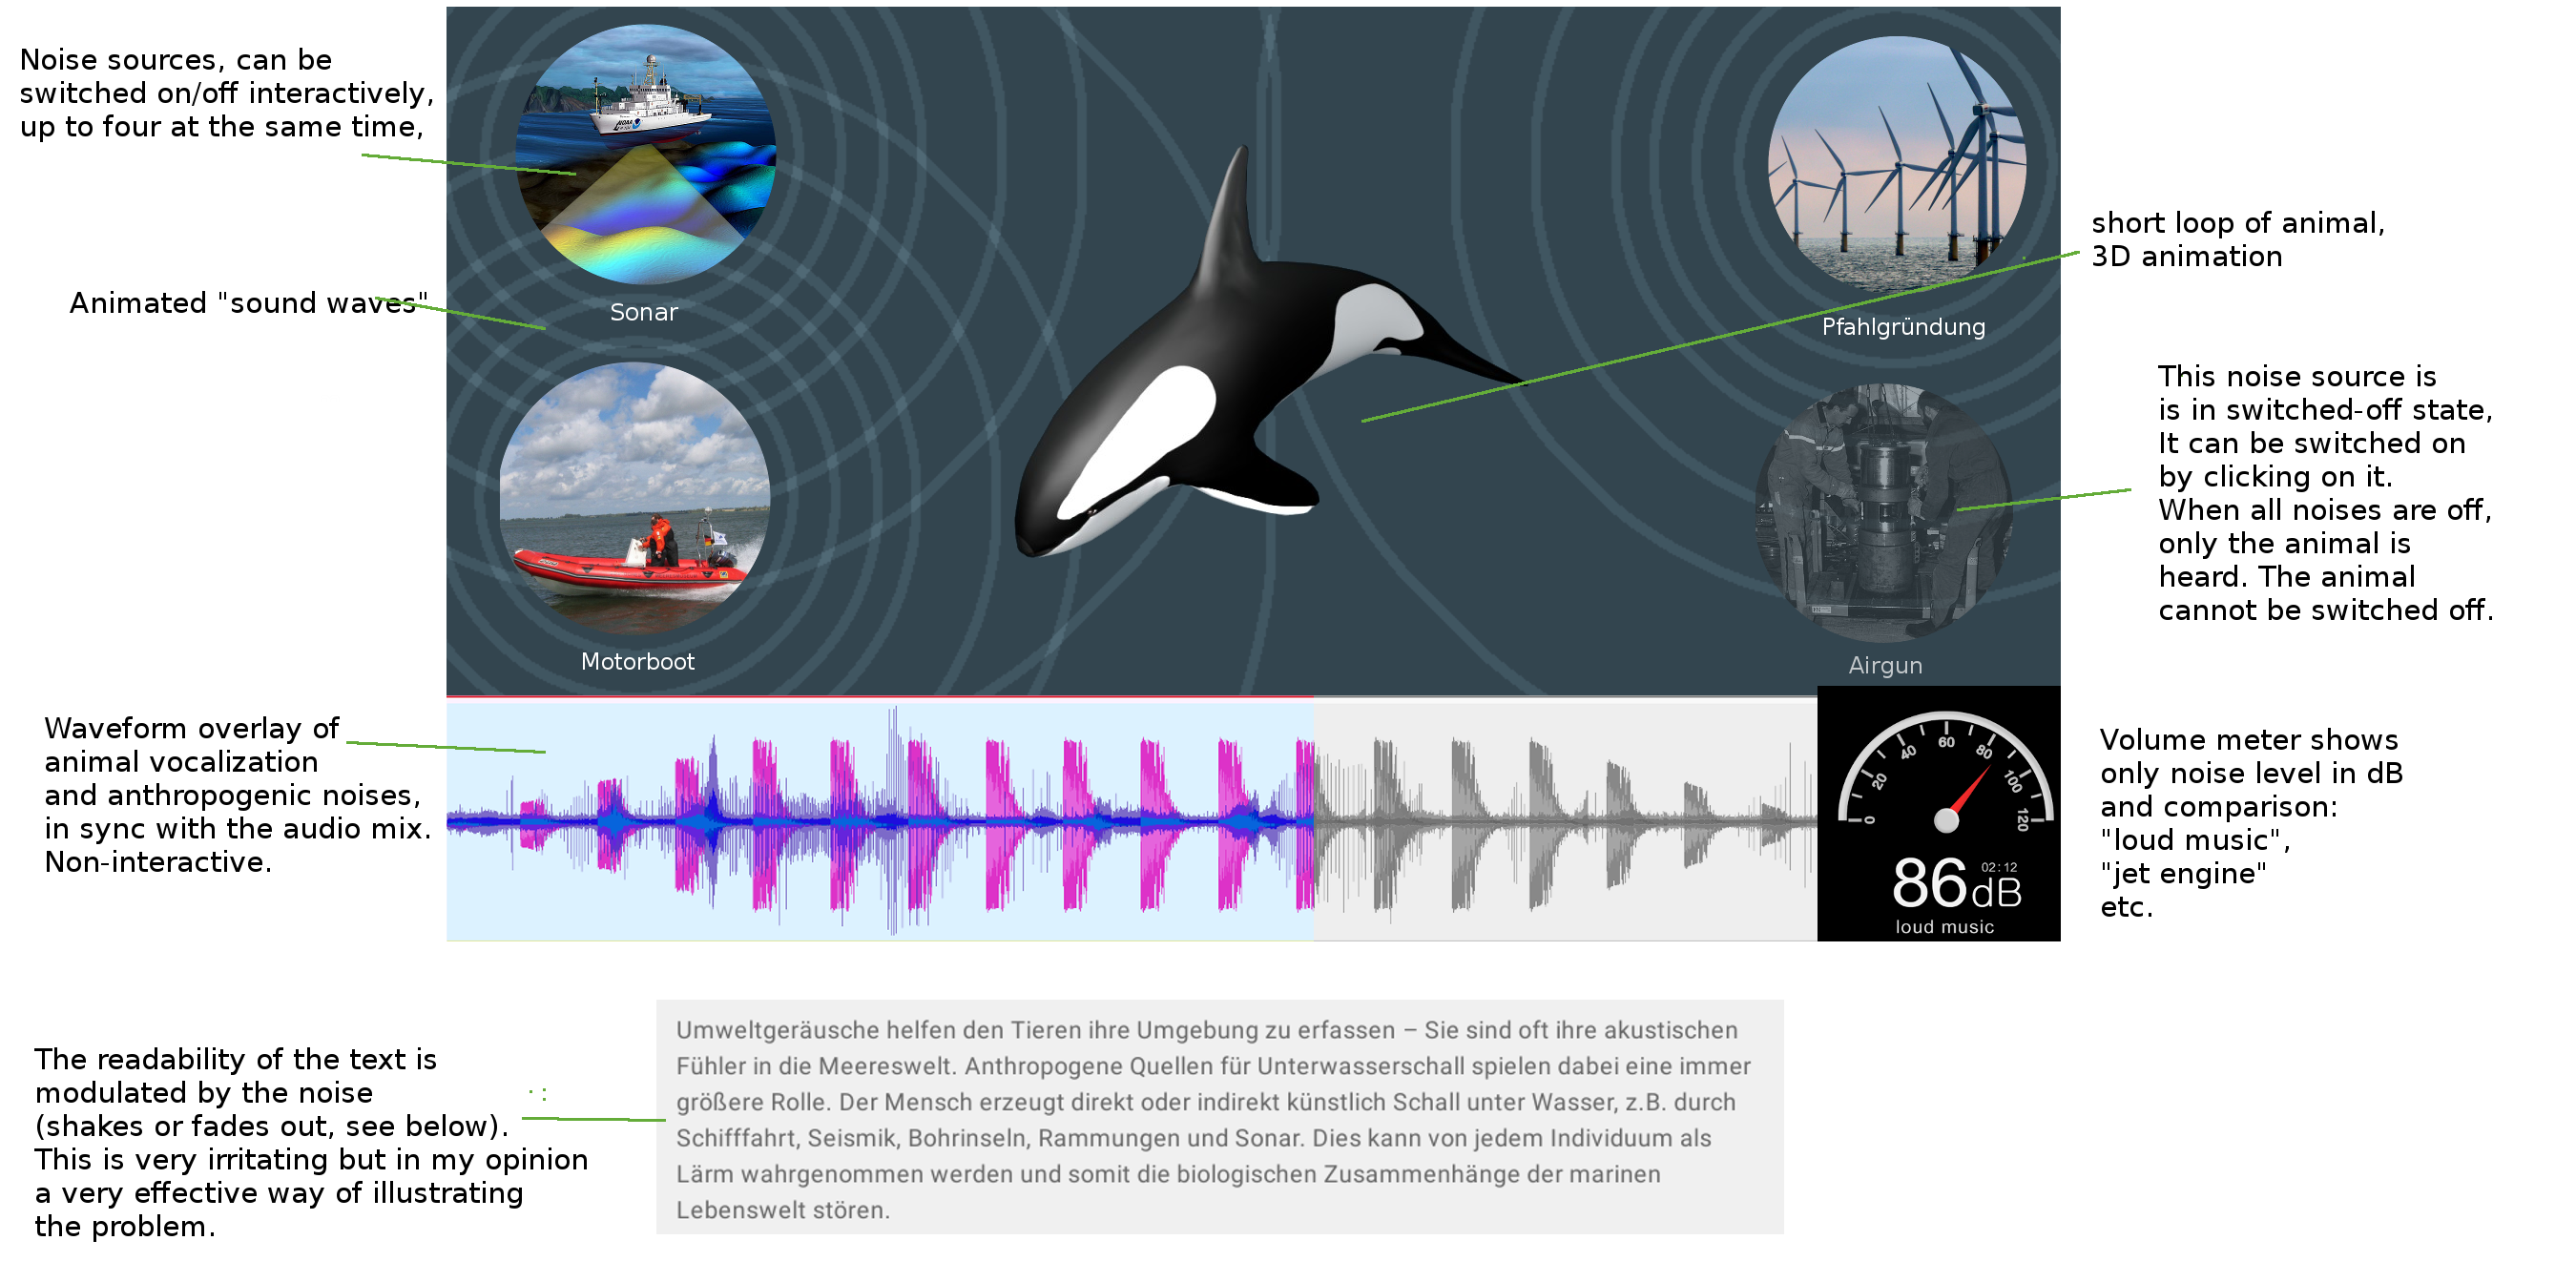 Noise sources, can be
switched on/off interactively,
up to four at the same time,
Animated "sound waves"
Sonar
Motorboot
Pfahlgründung
Airgun
short loop of animal,
3D animation
This noise source is
is in switched-off state,
It can be switched on
by clicking on it.
When all noises are off,
only the animal is
heard. The animal
cannot be switched off.
Waveform overlay of
animal vocalization
and anthropogenic noises,
in sync with the audio mix.
Non-interactive.
0 20 40 60 80 100 120
02:12
86dB
loud music
Volume meter shows
only noise level in dB
and comparison:
"loud music",
"jet engine"
etc.
The readability of the text is
modulated by the noise
(shakes or fades out, see below).
This is very irritating but in my opinion
a very effective way of illustrating
the problem.
Umweltgeräusche helfen den Tieren ihre Umgebung zu erfassen – Sie sind oft ihre akustischen
Fühler in die Meereswelt. Anthropogene Quellen für Unterwasserschall spielen dabei eine immer
größere Rolle. Der Mensch erzeugt direkt oder indirekt künstlich Schall unter Wasser, z.B. durch
Schifffahrt, Seismik, Bohrinseln, Rammungen und Sonar. Dies kann von jedem Individuum als
Lärm wahrgenommen werden und somit die biologischen Zusammenhänge der marinen
Lebenswelt stören.